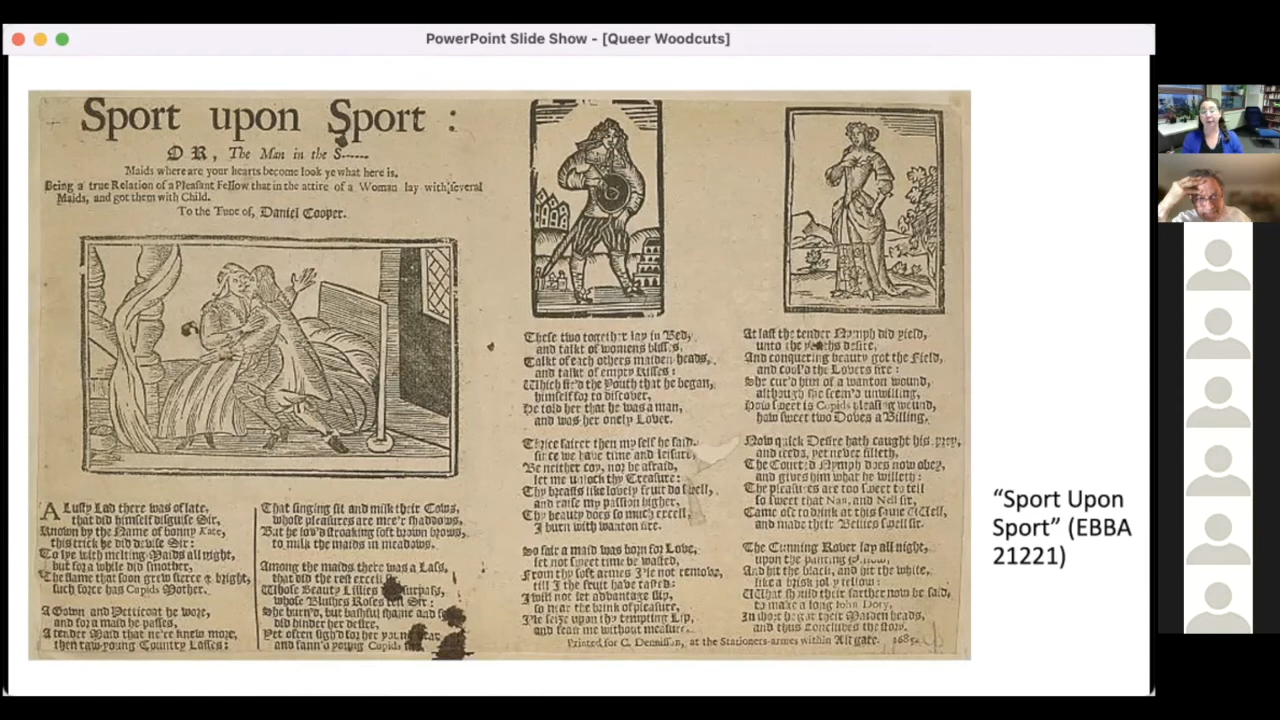 PowerPoint Slide Show - [Queer Woodcuts]
Sport upon Sport :
OR, The Man in the S------
Maids where are your hearts become look ye what here is.
Being a true Relation of a Pleasant Fellow that in the attire of a Woman lay with several
Maids, and got them with Child.
To the Tune of, Daniel Cooper.
A Lusty Lad there was of late,
that did himself disguise Sir,
Known by the Name of bonny Kate,
this trick he did devise Sir:
To lye with melting Maids all night,
but for a while did smother,
The flame that soon grew fierce & bright,
such force has Cupids Mother.
A Gown and Petticoat he wore,
and for a maid he passes,
A tender Maid that ne'er knew more,
then raw young Country Lasses:
That singing sit and milk their Cows,
whose pleasures are meer shaddows,
But he lov'd stroaking soft brown brows,
to milk the maids in meadows.
Among the maids there was a Lass,
that did the rest excell
Whose Beauty Lillies surpass,
whose Blushes Roses Sir:
She burn'd, but bashful shame and
did hinder her desire,
Yet often sigh'd for her
and fann'd young Cupids
These two together lay in Bed,
and talkt of womens blisses,
Talkt of each others maiden heads,
and talkt of empty kisses:
Which fir'd the Youth that he began,
himself for to discover,
He told her that he was a man,
and was her onely Lover.
Thrice fairer then my self he said,
since we have time and leisure,
Be neither coy, nor be afraid,
let me unlock thy Treasure:
Thy breasts like lovely fruit do swell,
and raise my passion higher,
Thy beauty does so much excell,
I burn with wanton fire.
So fair a maid was born for Love,
let not sweet time be wasted,
From thy soft armes I'le not remove,
till I the fruit have tasted:
I will not let advantage slip,
so near the brink of pleasure,
I'le seize upon thy tempting Lip,
and fear me without measure.
At last the tender Nymph did yield,
unto the youths desire,
And conquering beauty got the Field,
and cool'd the Lovers fire:
She cur'd him of a wanton wound,
although she seem'd unwilling,
How sweet is Cupids pleasing wound,
how sweet two Doves a Billing.
Now quick Desire hath caught his prey,
and feeds, yet never filleth,
The Courted Nymph does now obey,
and gives him what he willeth:
The pleasures are too sweet to tell
so sweet that Nan, and Nell sir,
Came oft to drink at this same Well,
and made their Bellies swell sir.
The Cunning Rover lay all night,
upon the panting
And hit the black, and hit the white,
like a brisk jolly fellow:
What should their farther now be said,
to make a long John Dory,
In short he got their Maiden heads,
and thus concludes the story.
Printed for C. Dennisson, at the Stationers-armes within Aldgate. 1685.
“Sport Upon
Sport” (EBBA
21221)